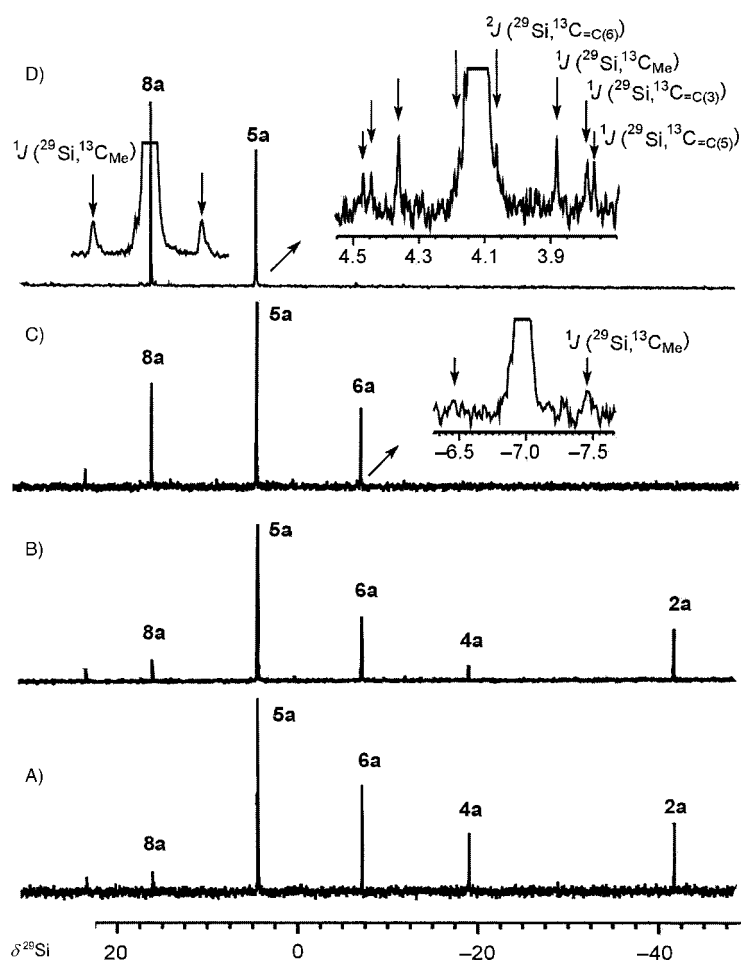 D)
8a
¹J (²⁹Si,¹³C_Me)
5a
²J (²⁹Si,¹³C=C(6))
¹J (²⁹Si,¹³C_Me)
¹J (²⁹Si,¹³C=C(3))
¹J (²⁹Si,¹³C=C(5))
4.5 4.3 4.1 3.9
C)
8a
5a
6a
¹J (²⁹Si,¹³C_Me)
–6.5 –7.0 –7.5
B)
8a
5a
6a
4a
2a
A)
8a
5a
6a
4a
2a
δ²⁹Si 20 0 –20 –40